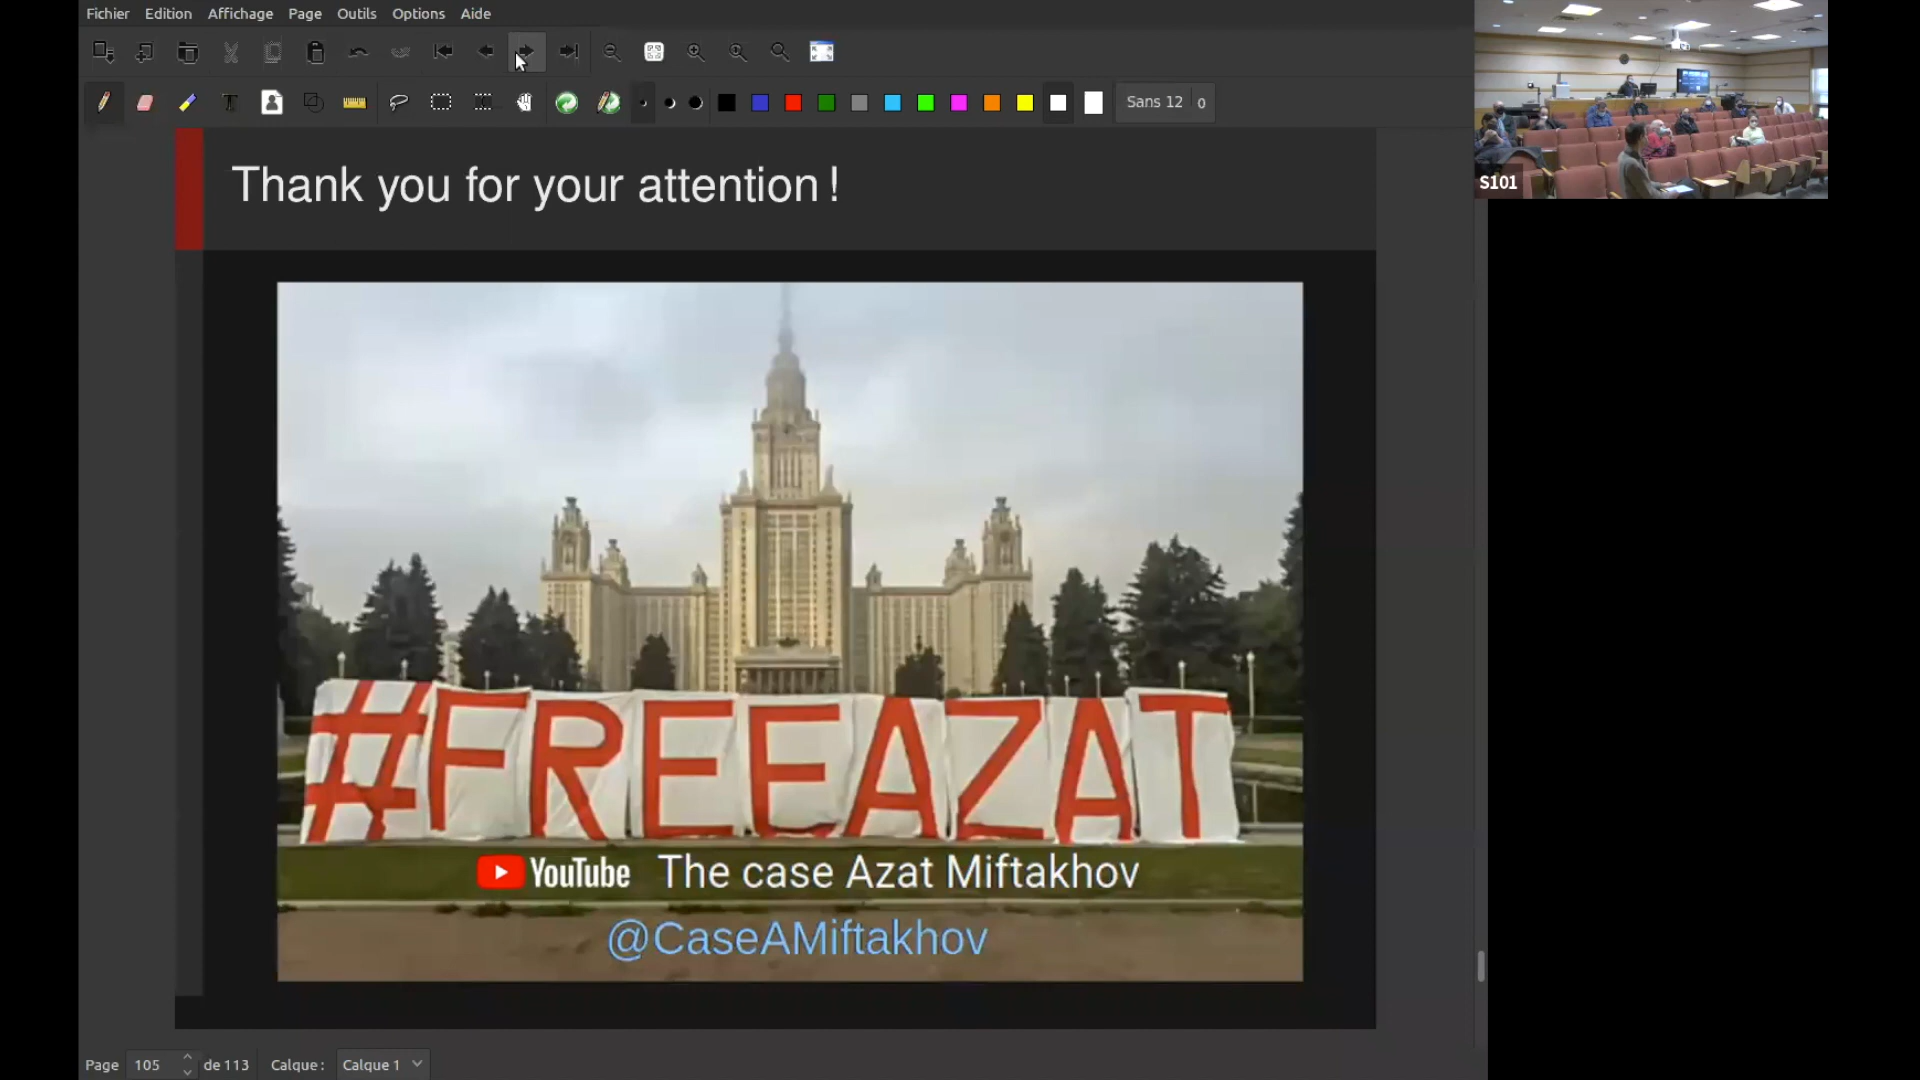 Fichier Edition Affichage Page Outils Options Aide
Sans 12
S101
Thank you for your attention !
#FREEAZAT
YouTube The case Azat Miftakhov
@CaseAMiftakhov
Page 105 de 113 Calque : Calque 1